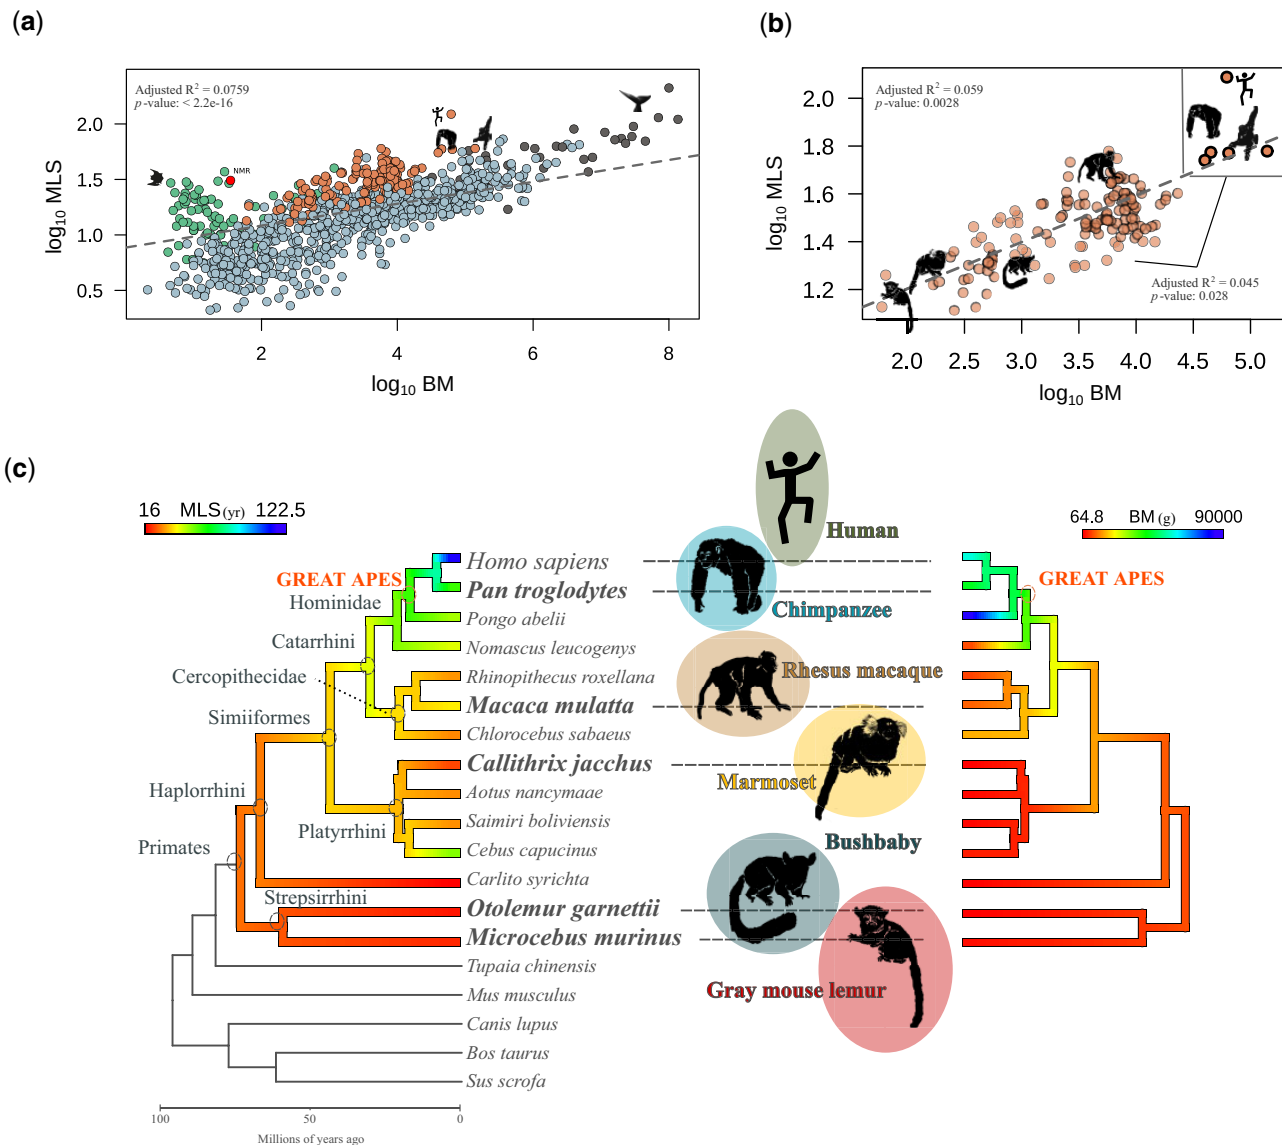 (a)
Adjusted R² = 0.0759
p-value: < 2.2e-16
NMR
log₁₀ MLS
2.0
1.5
1.0
0.5
2 4 6 8
log₁₀ BM
(b)
Adjusted R² = 0.059
p-value: 0.0028
Adjusted R² = 0.045
p-value: 0.028
log₁₀ MLS
2.0
1.8
1.6
1.4
1.2
2.0 2.5 3.0 3.5 4.0 4.5 5.0
log₁₀ BM
(c)
16 MLS (yr) 122.5
GREAT APES
Hominidae
Catarrhini
Cercopithecidae
Simiiformes
Haplorrhini
Platyrrhini
Primates
Strepsirrhini
Homo sapiens
Pan troglodytes
Pongo abelii
Nomascus leucogenys
Rhinopithecus roxellana
Macaca mulatta
Chlorocebus sabaeus
Callithrix jacchus
Aotus nancymaae
Saimiri boliviensis
Cebus capucinus
Carlito syrichta
Otolemur garnettii
Microcebus murinus
Tupaia chinensis
Mus musculus
Canis lupus
Bos taurus
Sus scrofa
100 50 0
Millions of years ago
Human
Chimpanzee
Rhesus macaque
Marmoset
Bushbaby
Gray mouse lemur
64.8 BM (g) 90000
GREAT APES